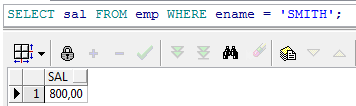 SELECT sal FROM emp WHERE ename = 'SMITH';
SAL
1 800,00